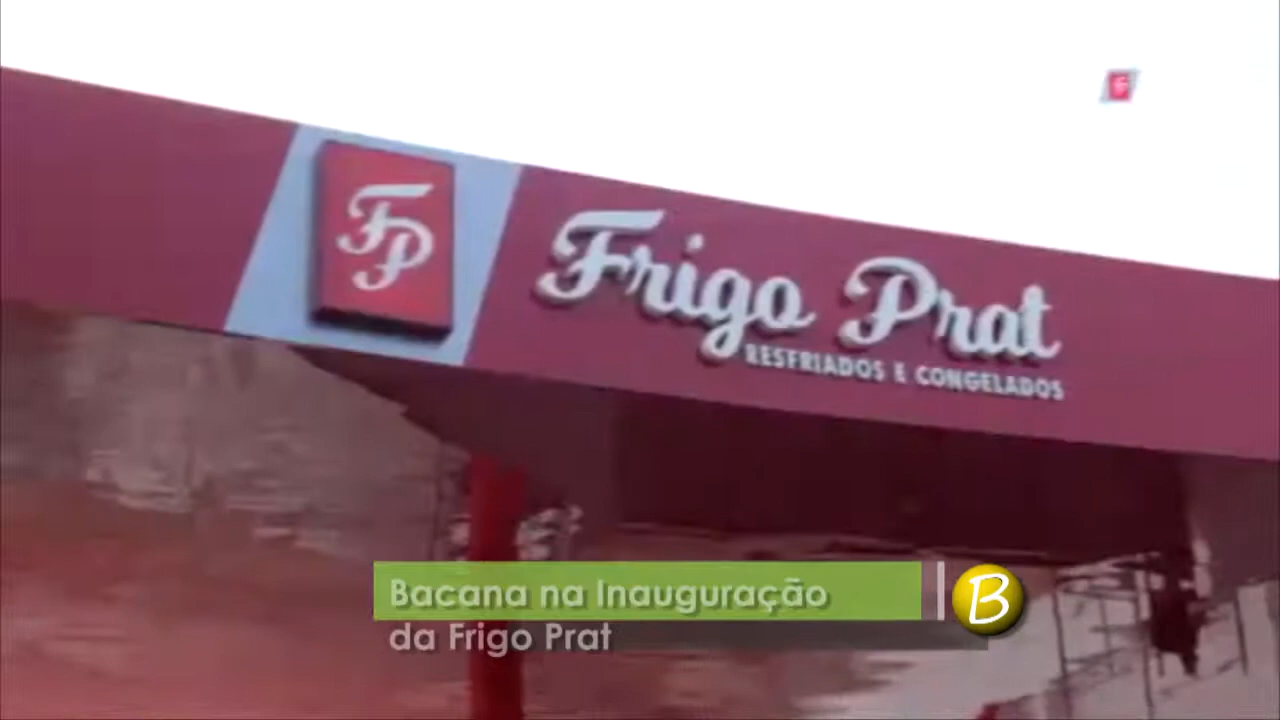 FP
Frigo Prat
RESFRIADOS E CONGELADOS
Bacana na Inauguração
da Frigo Prat
B